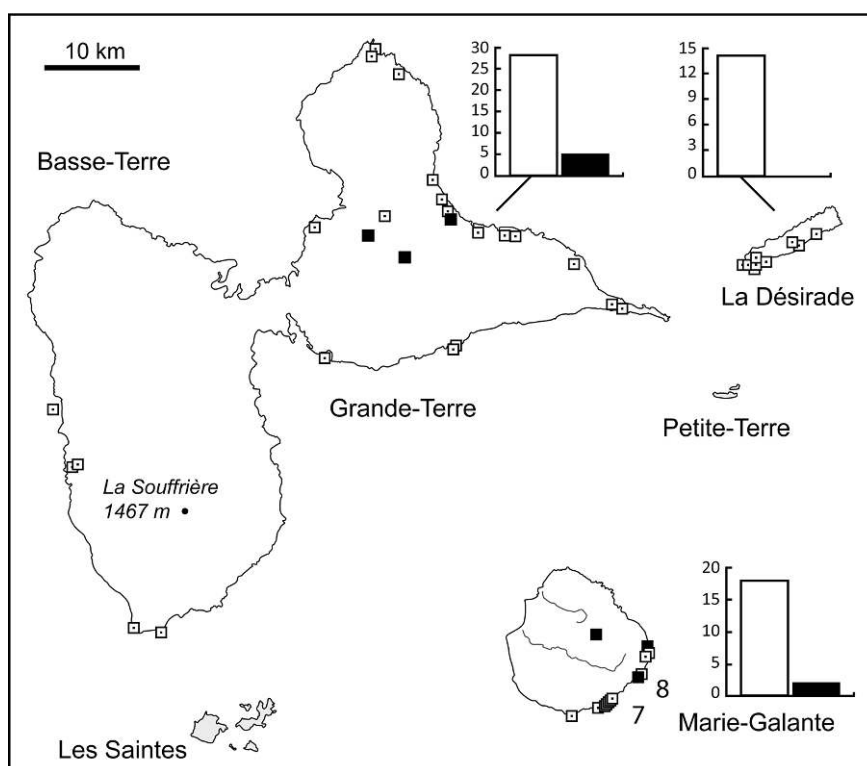 10 km
Basse-Terre
30
25
20
15
10
5
0
15
12
9
6
3
0
La Désirade
Grande-Terre
Petite-Terre
La Souffrière
1467 m
20
15
10
5
0
8
7
Marie-Galante
Les Saintes